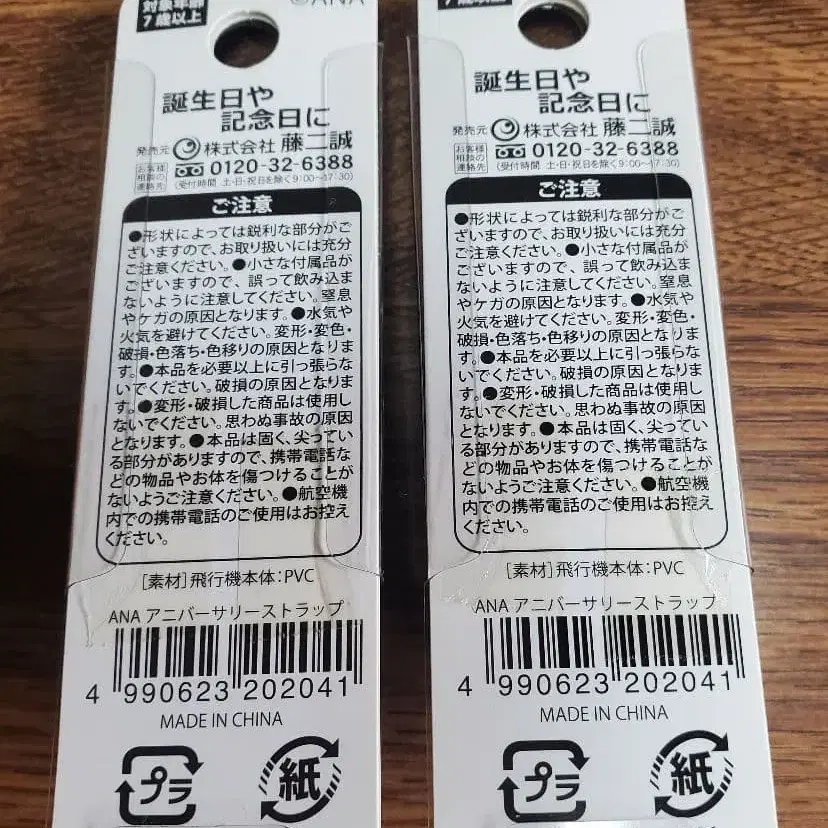 対象年齢
7歳以上
©ANA
誕生日や
記念日に
発売元 株式会社 藤二誠
お客様
相談の
連絡先
0120-32-6388
(受付時間 土・日・祝日を除く9:00〜17:30)
ご注意
●形状によっては鋭利な部分がご
ざいますので、お取り扱いには充分
ご注意ください。●小さな付属品が
ございますので、誤って飲み込ま
ないように注意してください。窒息
やケガの原因となります。●水気や
火気を避けてください。変形・変色・
破損・色落ち・色移りの原因となりま
す。●本品を必要以上に引っ張らな
いでください。破損の原因となりま
す。●変形・破損した商品は使用し
ないでください。思わぬ事故の原因
となります。●本品は固く、尖ってい
る部分がありますので、携帯電話な
どの物品やお体を傷つけることが
ないようご注意ください。●航空機
内での携帯電話のご使用はお控え
ください。
[素材]飛行機本体:PVC
ANA アニバーサリーストラップ
4 990623 202041
MADE IN CHINA
プラ
紙
誕生日や
記念日に
発売元 株式会社 藤二誠
お客様
相談の
連絡先
0120-32-6388
(受付時間 土・日・祝日を除く9:00〜17:30)
ご注意
●形状によっては鋭利な部分がご
ざいますので、お取り扱いには充分
ご注意ください。●小さな付属品が
ございますので、誤って飲み込ま
ないように注意してください。窒息
やケガの原因となります。●水気や
火気を避けてください。変形・変色・
破損・色落ち・色移りの原因となりま
す。●本品を必要以上に引っ張らな
いでください。破損の原因となりま
す。●変形・破損した商品は使用し
ないでください。思わぬ事故の原因
となります。●本品は固く、尖ってい
る部分がありますので、携帯電話な
どの物品やお体を傷つけることが
ないようご注意ください。●航空機
内での携帯電話のご使用はお控え
ください。
[素材]飛行機本体:PVC
ANA アニバーサリーストラップ
4 990623 202041
MADE IN CHINA
プラ
紙